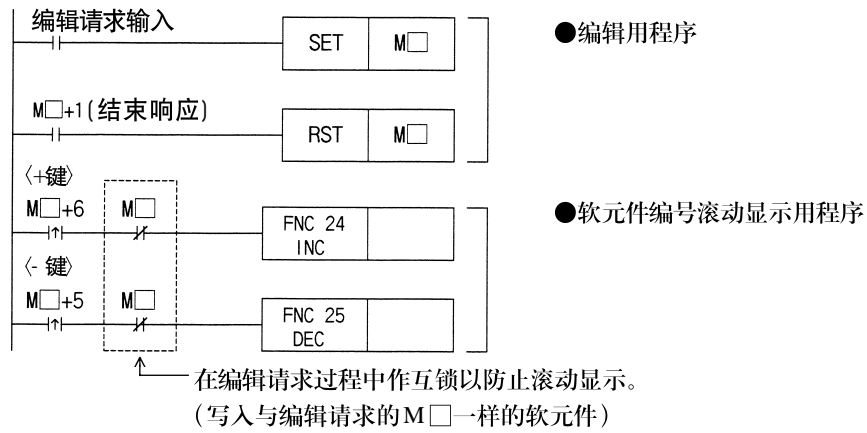 编辑请求输入
SET M□
●编辑用程序
M□+1(结束响应)
RST M□
〈+键〉
M□+6 M□
FNC 24
INC
●软元件编号滚动显示用程序
〈- 键〉
M□+5 M□
FNC 25
DEC
在编辑请求过程中作互锁以防止滚动显示。
(写入与编辑请求的M□一样的软元件)